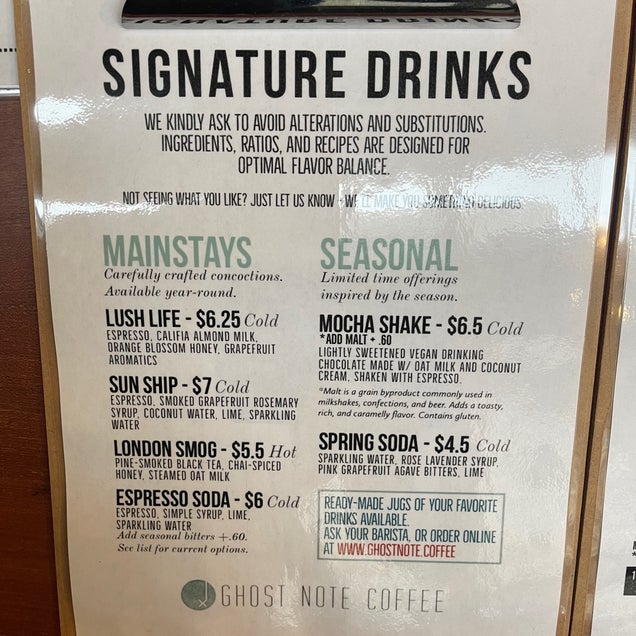 SIGNATURE DRINKS
WE KINDLY ASK TO AVOID ALTERATIONS AND SUBSTITUTIONS.
INGREDIENTS, RATIOS, AND RECIPES ARE DESIGNED FOR
OPTIMAL FLAVOR BALANCE.
NOT SEEING WHAT YOU LIKE? JUST LET US KNOW - WE'LL MAKE YOU SOMETHING DELICIOUS
MAINSTAYS
Carefully crafted concoctions.
Available year-round.
LUSH LIFE - $6.25 Cold
ESPRESSO, CALIFIA ALMOND MILK,
ORANGE BLOSSOM HONEY, GRAPEFRUIT
AROMATICS
SUN SHIP - $7 Cold
ESPRESSO, SMOKED GRAPEFRUIT ROSEMARY
SYRUP, COCONUT WATER, LIME, SPARKLING
WATER
LONDON SMOG - $5.5 Hot
PINE-SMOKED BLACK TEA, CHAI-SPICED
HONEY, STEAMED OAT MILK
ESPRESSO SODA - $6 Cold
ESPRESSO, SIMPLE SYRUP, LIME,
SPARKLING WATER
Add seasonal bitters +.60.
See list for current options.
SEASONAL
Limited time offerings
inspired by the season.
MOCHA SHAKE - $6.5 Cold
*ADD MALT + .60
LIGHTLY SWEETENED VEGAN DRINKING
CHOCOLATE MADE W/ OAT MILK AND COCONUT
CREAM, SHAKEN WITH ESPRESSO.
*Malt is a grain byproduct commonly used in
milkshakes, confections, and beer. Adds a toasty,
rich, and caramelly flavor. Contains gluten.
SPRING SODA - $4.5 Cold
SPARKLING WATER, ROSE LAVENDER SYRUP,
PINK GRAPEFRUIT AGAVE BITTERS, LIME
READY-MADE JUGS OF YOUR FAVORITE
DRINKS AVAILABLE.
ASK YOUR BARISTA, OR ORDER ONLINE
AT WWW.GHOSTNOTE.COFFEE
GHOST NOTE COFFEE